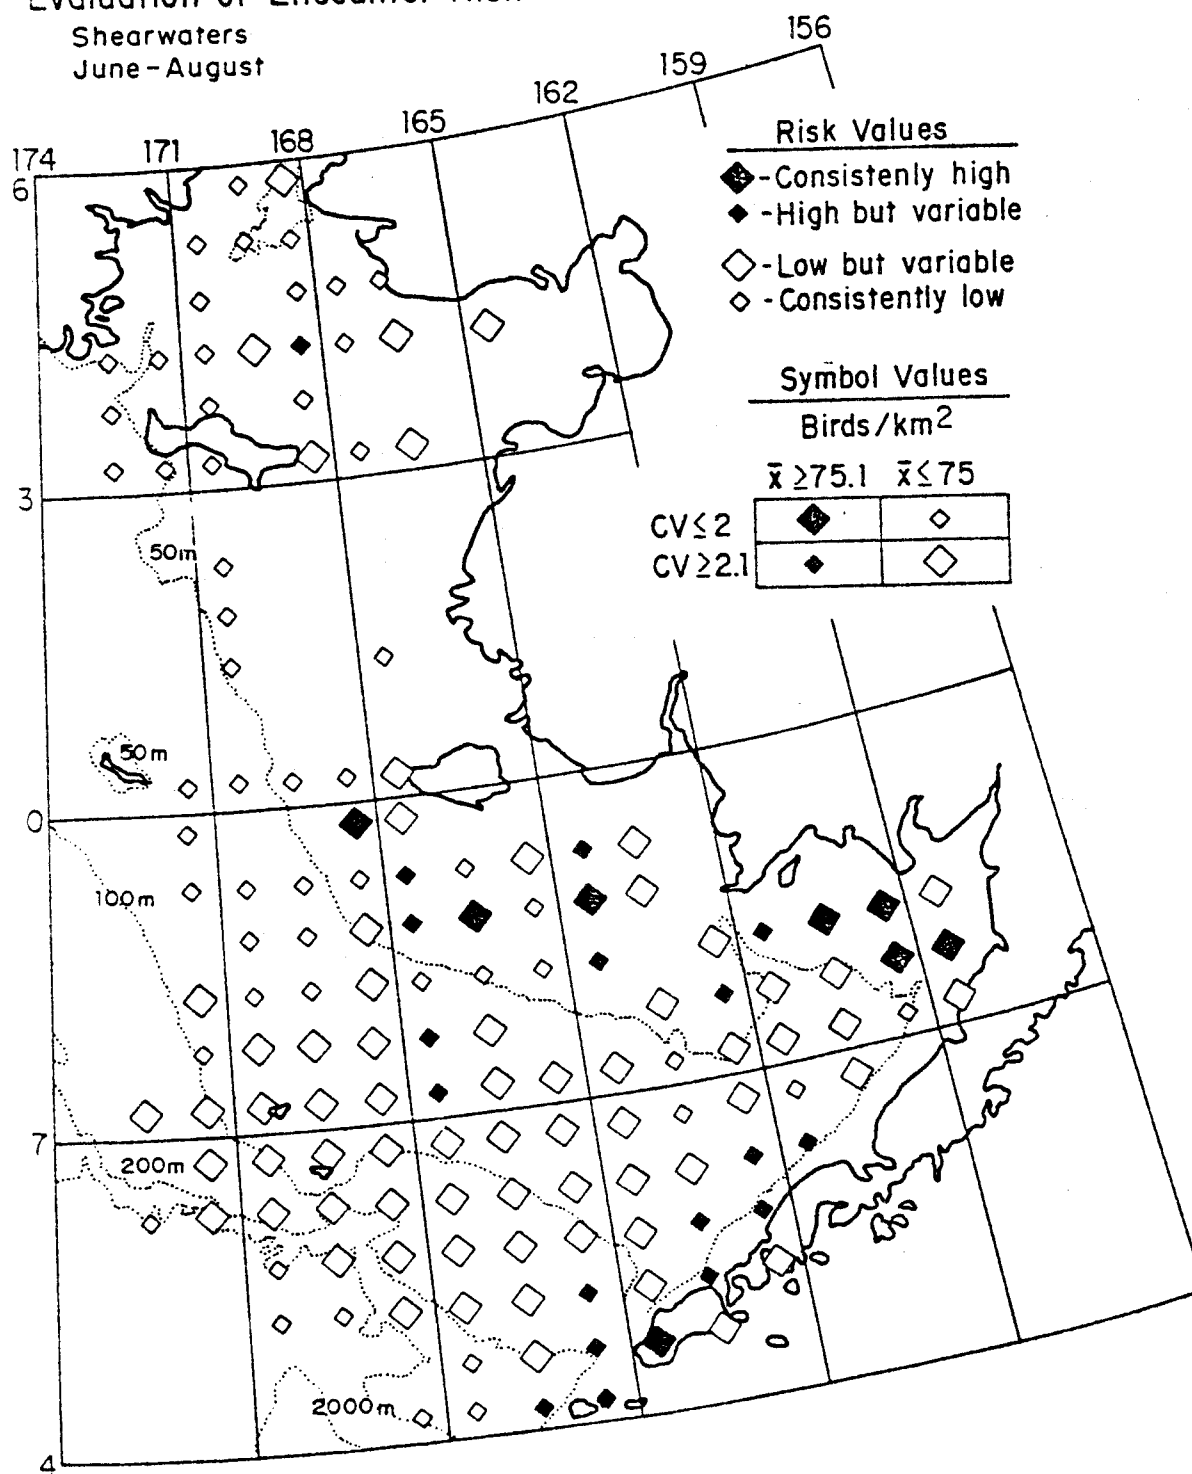 Shearwaters
June-August
156
159
162
165
168
171
174
6
3
0
7
4
Risk Values
-Consistenly high
-High but variable
-Low but variable
-Consistently low
Symbol Values
Birds/km2
x̄ ≥75.1 x̄ ≤75
CV≤2
CV≥2.1
50m
50m
100m
200m
2000m